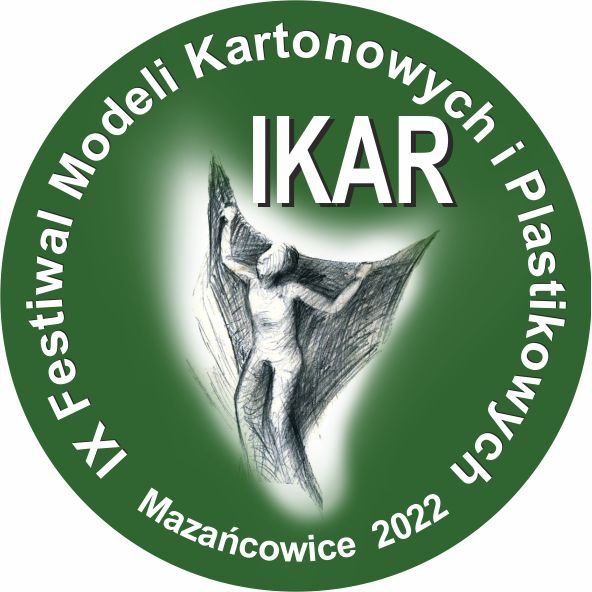 IX Festiwal Modeli Kartonowych i Plastikowych
IKAR
Mazańcowice 2022